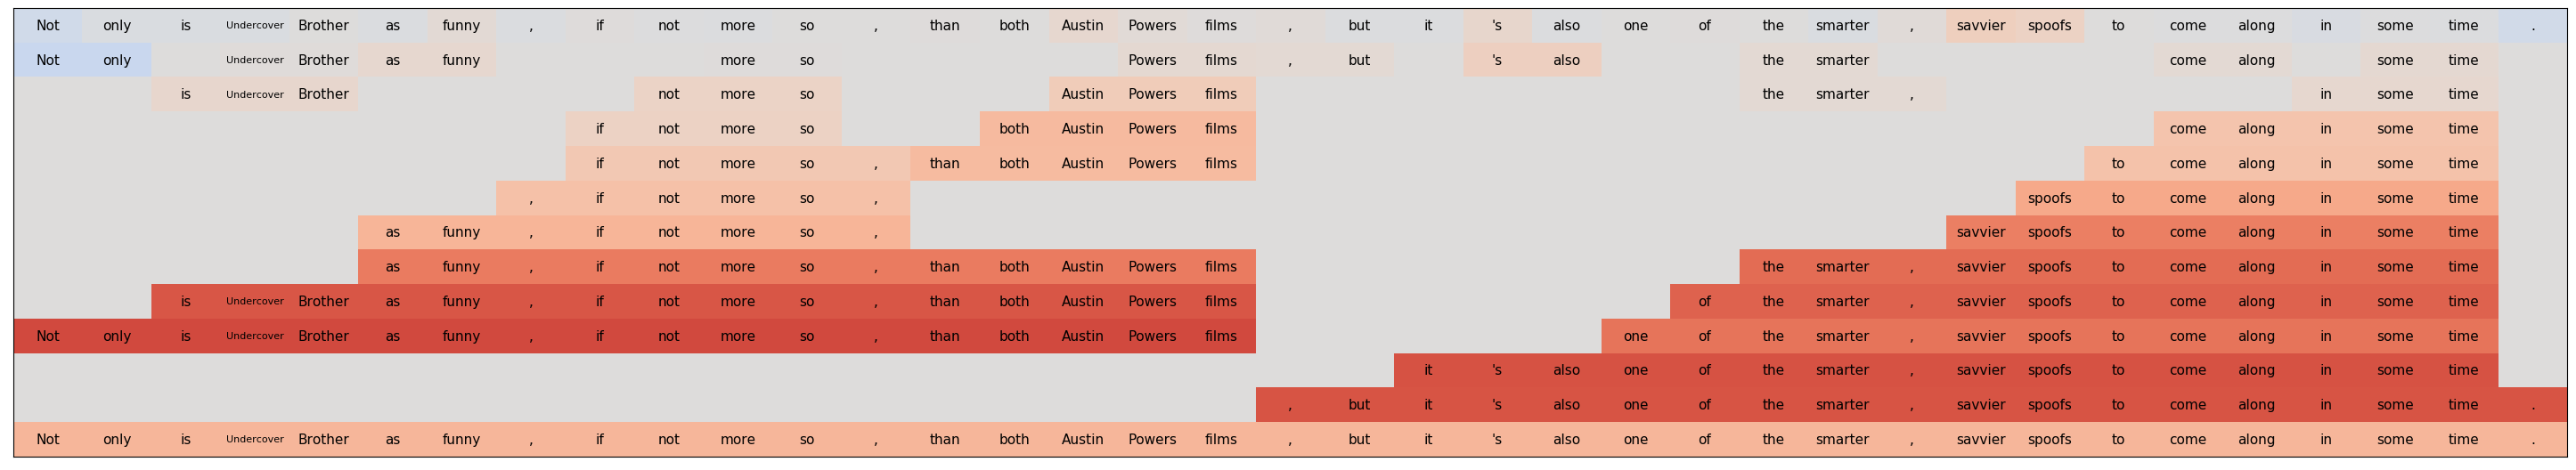 Not only is Undercover Brother as funny , if not more so , than both Austin Powers films , but it 's also one of the smarter , savvier spoofs to come along in some time .
Not only Undercover Brother as funny more so Powers films , but 's also the smarter come along some time
is Undercover Brother not more so Austin Powers films the smarter , in some time
if not more so both Austin Powers films come along in some time
if not more so , than both Austin Powers films to come along in some time
, if not more so , spoofs to come along in some time
as funny , if not more so , savvier spoofs to come along in some time
as funny , if not more so , than both Austin Powers films the smarter , savvier spoofs to come along in some time
is Undercover Brother as funny , if not more so , than both Austin Powers films of the smarter , savvier spoofs to come along in some time
Not only is Undercover Brother as funny , if not more so , than both Austin Powers films one of the smarter , savvier spoofs to come along in some time
it 's also one of the smarter , savvier spoofs to come along in some time
, but it 's also one of the smarter , savvier spoofs to come along in some time .
Not only is Undercover Brother as funny , if not more so , than both Austin Powers films , but it 's also one of the smarter , savvier spoofs to come along in some time .